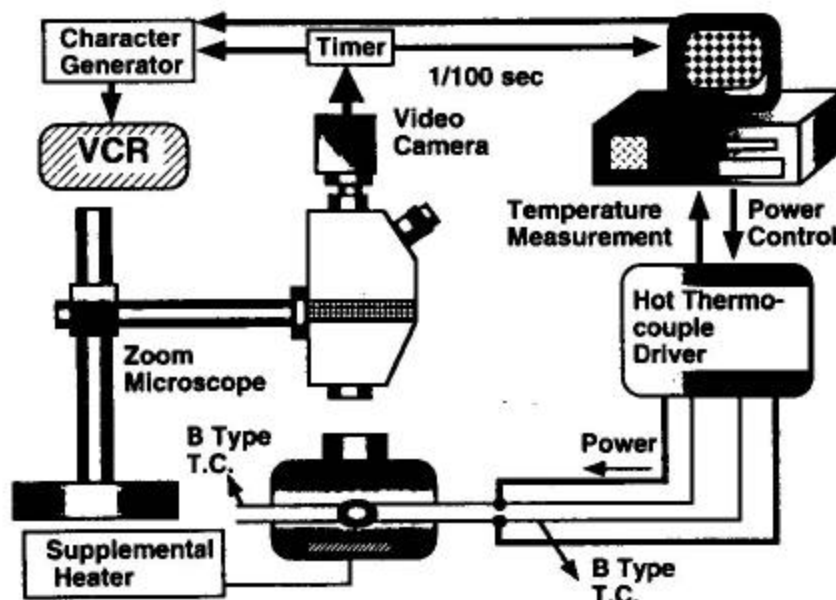 Character
Generator
Timer
1/100 sec
VCR
Video
Camera
Temperature
Measurement
Power
Control
Hot Thermo-
couple
Driver
Zoom
Microscope
B Type
T.C.
Power
Supplemental
Heater
B Type
T.C.